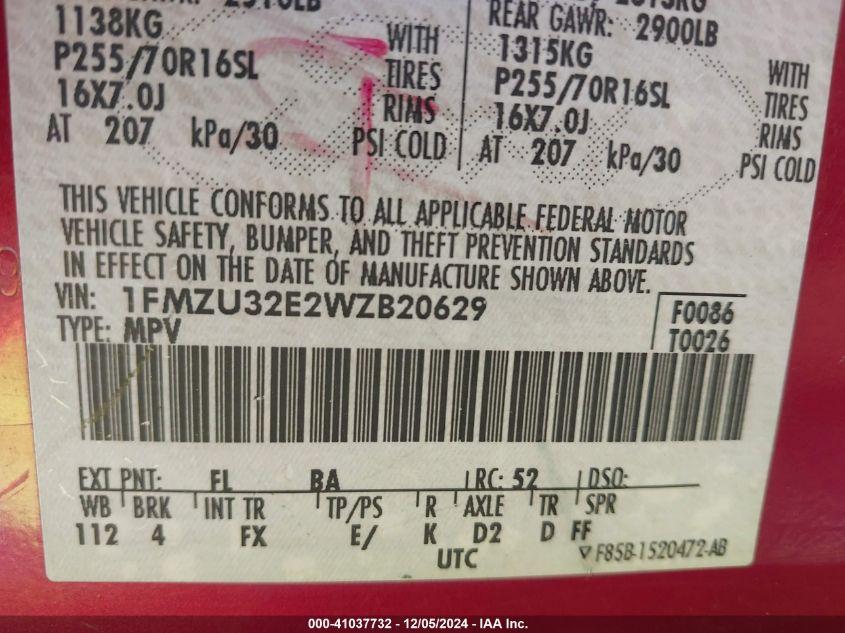 1138KG
P255/70R16SL
16X7.0J
AT 207 kPa/30
WITH
TIRES
RIMS
PSI COLD
REAR GAWR: 2900LB
1315KG
P255/70R16SL
16X7.0J
AT 207 kPa/30
WITH
TIRES
RIMS
PSI COLD
THIS VEHICLE CONFORMS TO ALL APPLICABLE FEDERAL MOTOR
VEHICLE SAFETY, BUMPER, AND THEFT PREVENTION STANDARDS
IN EFFECT ON THE DATE OF MANUFACTURE SHOWN ABOVE.
VIN: 1FMZU32E2WZB20629
TYPE: MPV
F0086
T0026
EXT PNT: FL BA RC: 52 DSO:
WB BRK INT TR TP/PS R AXLE TR SPR
112 4 FX E/ K D2 D FF
UTC
F85B-1520472-AB
000-41037732 - 12/05/2024 - IAA Inc.